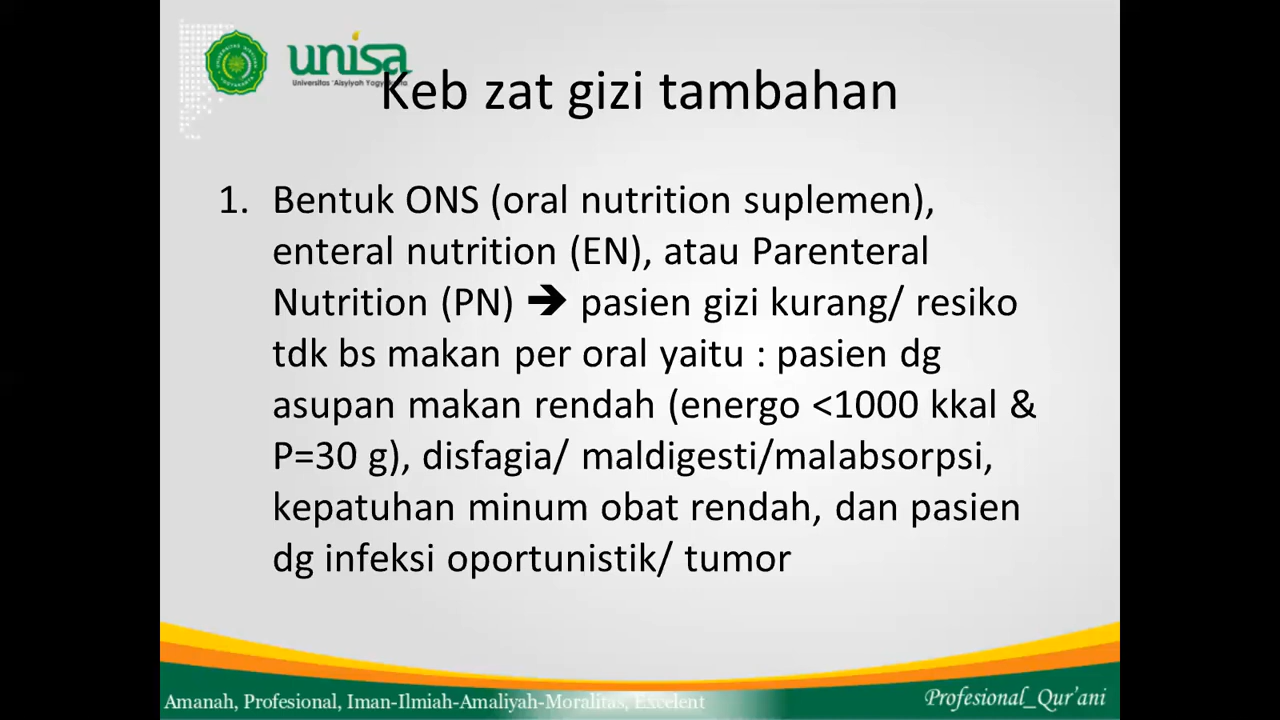 unisa
Universitas 'Aisyiyah Yogyakarta
Keb zat gizi tambahan
1. Bentuk ONS (oral nutrition suplemen),
enteral nutrition (EN), atau Parenteral
Nutrition (PN) ➔ pasien gizi kurang/ resiko
tdk bs makan per oral yaitu : pasien dg
asupan makan rendah (energo <1000 kkal &
P=30 g), disfagia/ maldigesti/malabsorpsi,
kepatuhan minum obat rendah, dan pasien
dg infeksi oportunistik/ tumor
Amanah, Profesional, Iman-Ilmiah-Amaliyah-Moralitas, Excelent
Profesional_Qur'ani